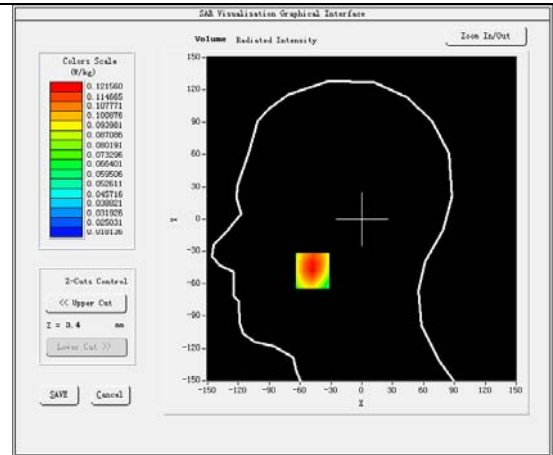 SAR Visualisation Graphical Interface
Volume Radiated Intensity
Zoom In/Out
Colors Scale
(W/kg)
0.121560
0.114665
0.107771
0.100876
0.093981
0.087086
0.080191
0.073296
0.066401
0.059506
0.052611
0.045716
0.038821
0.031926
0.025031
0.018136
150
120
90
60
30
0
-30
-60
-90
-120
-150
Y
-150 -120 -90 -60 -30 0 30 60 90 120 150
X
Z-Cuts Control
<< Upper Cut
Z = 3.4 mm
Lower Cut >>
SAVE Cancel